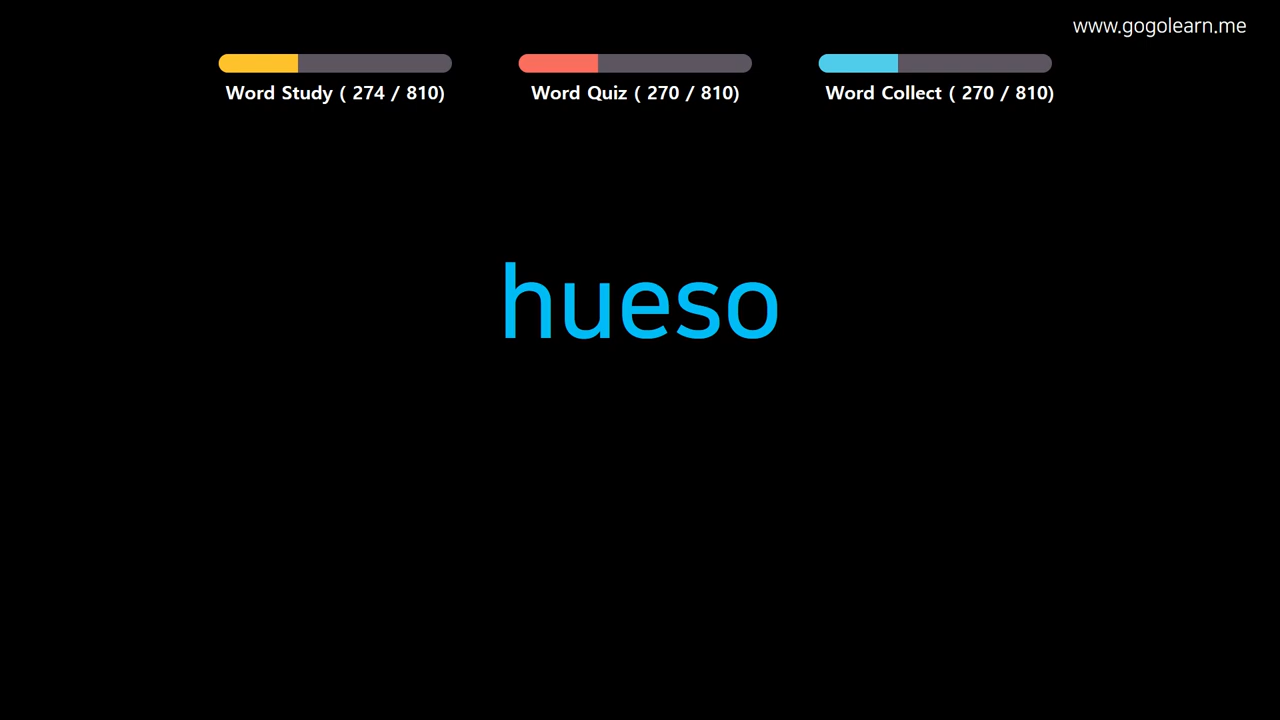 www.gogolearn.me
Word Study ( 274 / 810)
Word Quiz ( 270 / 810)
Word Collect ( 270 / 810)
hueso